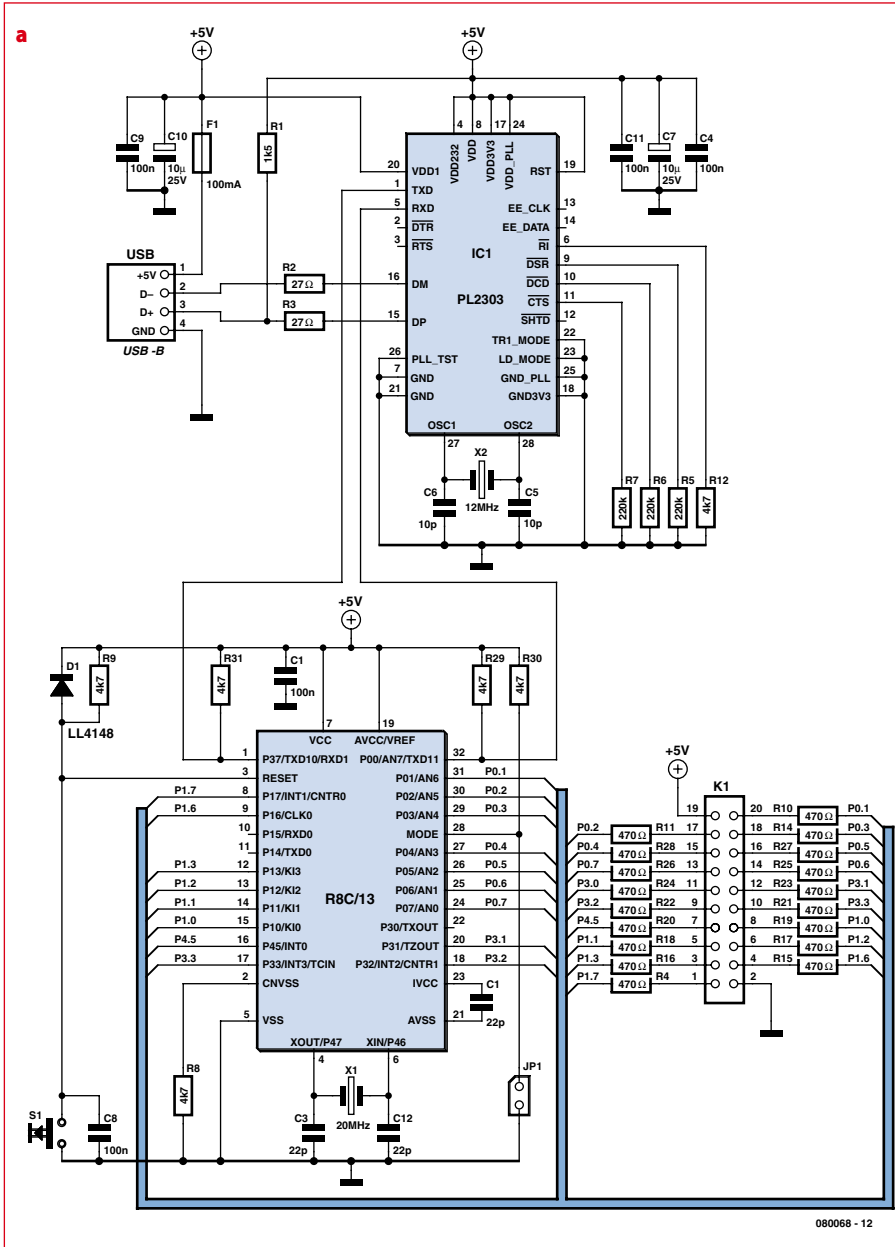 a
+5V
+5V
C9
100n
C10
10µ
25V
F1
100mA
R1
1k5
4
8
17
24
VDD232
VDD
VDD3V3
VDD_PLL
C11
100n
C7
10µ
25V
C4
100n
20 VDD1
1 TXD
5 RXD
2 DTR
3 RTS
16 DM
15 DP
26 PLL_TST
7 GND
21 GND
IC1
PL2303
RST 19
EE_CLK 13
EE_DATA 14
RI 6
DSR 9
DCD 10
CTS 11
SHTD 12
TR1_MODE 22
LD_MODE 23
GND_PLL 25
GND3V3 18
OSC1 OSC2
27 28
USB
+5V 1
D– 2
D+ 3
GND 4
USB -B
R2
27Ω
R3
27Ω
X2
12MHz
C6
10p
C5
10p
R7
220k
R6
220k
R5
220k
R12
4k7
+5V
D1
LL4148
R9
4k7
R31
4k7
C1
100n
R29
4k7
R30
4k7
7 19
VCC AVCC/VREF
1 P37/TXD10/RXD1
3 RESET
P1.7 8 P17/INT1/CNTR0
P1.6 9 P16/CLK0
10 P15/RXD0
11 P14/TXD0
P1.3 12 P13/KI3
P1.2 13 P12/KI2
P1.1 14 P11/KI1
P1.0 15 P10/KI0
P4.5 16 P45/INT0
P3.3 17 P33/INT3/TCIN
2 CNVSS
5 VSS
R8C/13
P00/AN7/TXD11 32
P01/AN6 31 P0.1
P02/AN5 30 P0.2
P03/AN4 29 P0.3
MODE 28
P04/AN3 27 P0.4
P05/AN2 26 P0.5
P06/AN1 25 P0.6
P07/AN0 24 P0.7
P30/TXOUT 22
P31/TZOUT 20 P3.1
P32/INT2/CNTR1 18 P3.2
IVCC 23
AVSS 21
C1
22p
XOUT/P47 XIN/P46
4 6
X1
20MHz
C3
22p
C12
22p
R8
4k7
S1
C8
100n
JP1
+5V
K1
19 20 R10 470Ω P0.1
P0.2 470Ω R11 17 18 R14 470Ω P0.3
P0.4 470Ω R28 15 16 R27 470Ω P0.5
P0.7 470Ω R26 13 14 R25 470Ω P0.6
P3.0 470Ω R24 11 12 R23 470Ω P3.1
P3.2 470Ω R22 9 10 R21 470Ω P3.3
P4.5 470Ω R20 7 8 R19 470Ω P1.0
P1.1 470Ω R18 5 6 R17 470Ω P1.2
P1.3 470Ω R16 3 4 R15 470Ω P1.6
P1.7 470Ω R4 1 2
080068 - 12